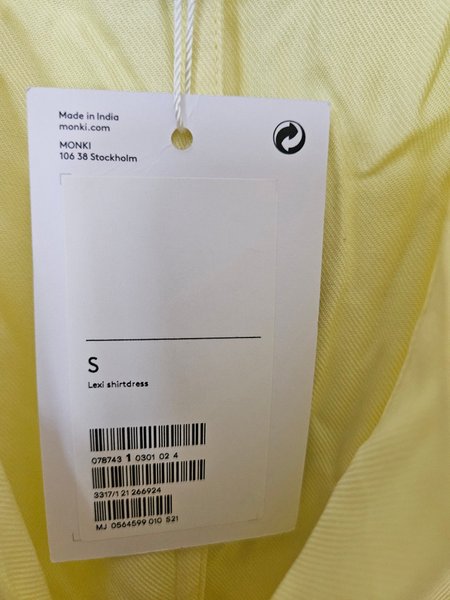 Made in India
monki.com
MONKI
106 38 Stockholm
S
Lexi shirtdress
078743 1 0301 02 4
3317/1 21 266924
MJ 0564599 010 S21